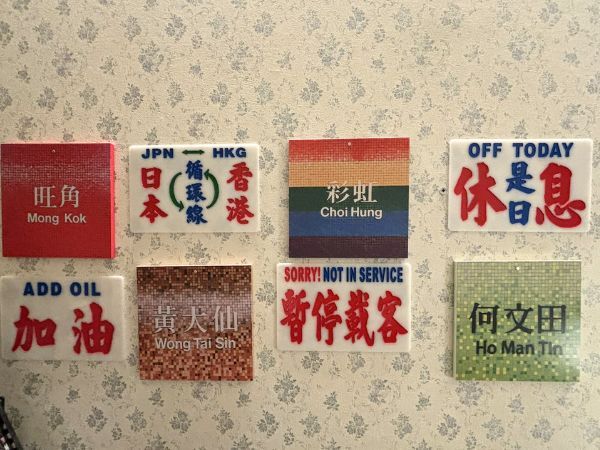 旺角
Mong Kok
JPN ↔ HKG
日本
循環線
香港
彩虹
Choi Hung
OFF TODAY
休息
是日
ADD OIL
加油
黃大仙
Wong Tai Sin
SORRY! NOT IN SERVICE
暫停載客
何文田
Ho Man Tin